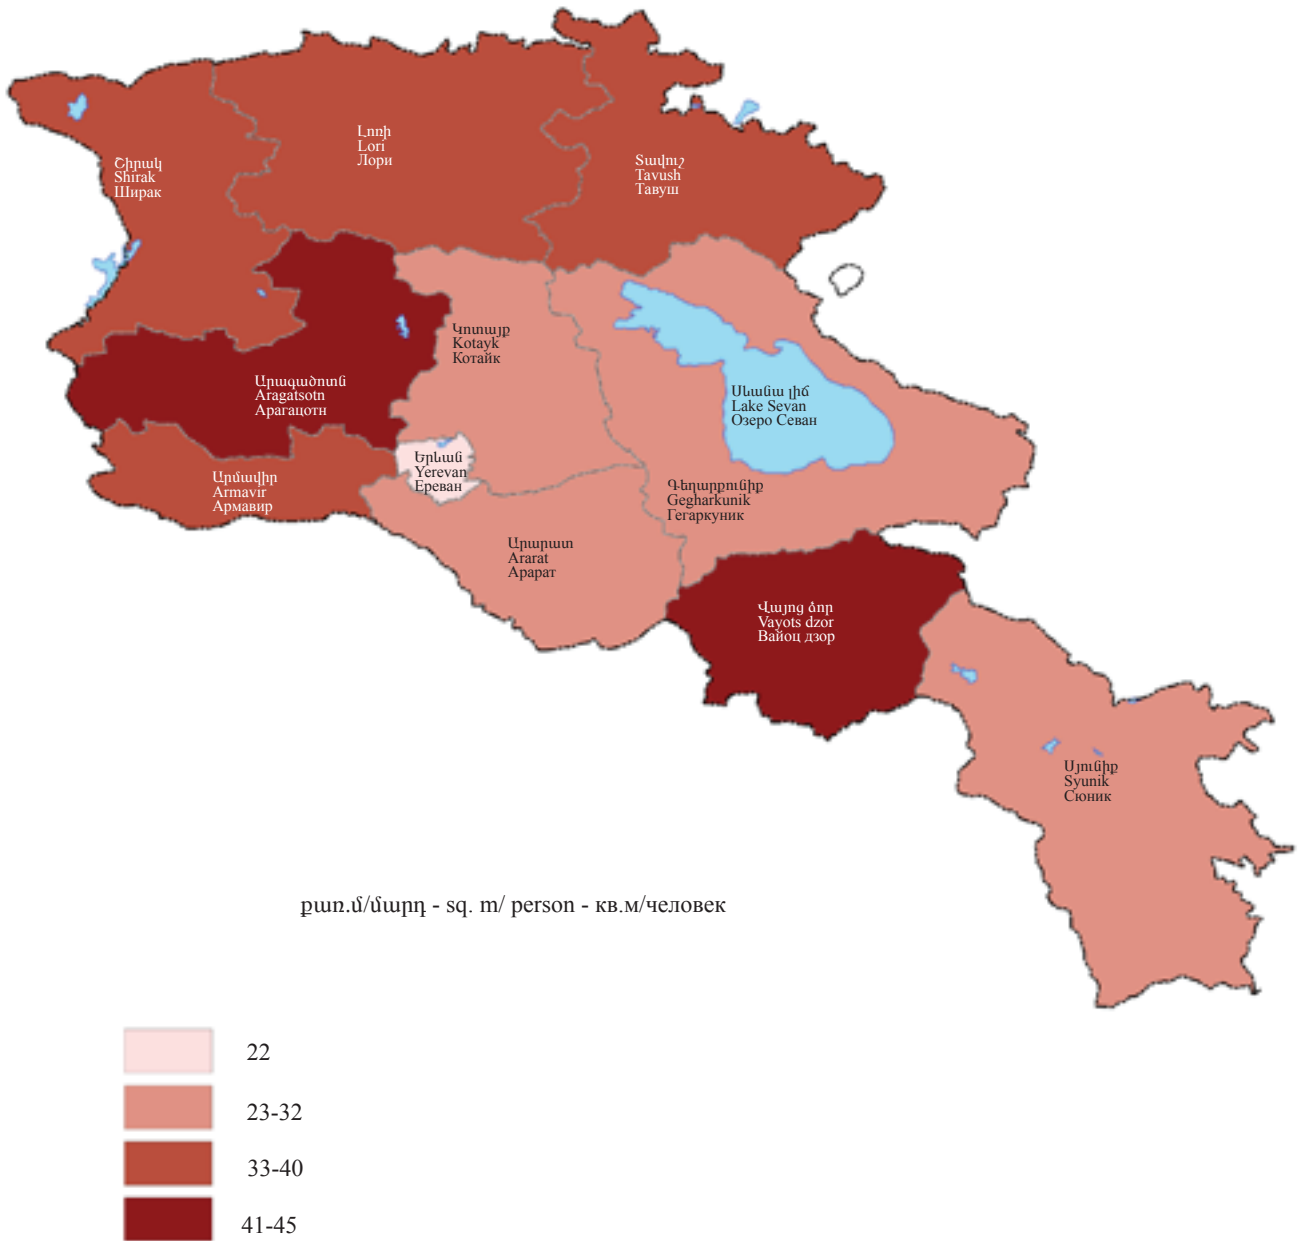 Լոռի
Lori
Лори
Շիրակ
Shirak
Ширак
Տավուշ
Tavush
Тавуш
Կոտայք
Kotayk
Котайк
Արագածոտն
Aragatsotn
Арагацотн
Սևանա լիճ
Lake Sevan
Озеро Севан
Երևան
Yerevan
Ереван
Արմավիր
Armavir
Армавир
Գեղարքունիք
Gegharkunik
Гегаркуник
Արարատ
Ararat
Арарат
Վայոց ձոր
Vayots dzor
Вайоц дзор
Սյունիք
Syunik
Сюник
քառ.մ/մարդ - sq. m/ person - кв.м/человек
22
23-32
33-40
41-45